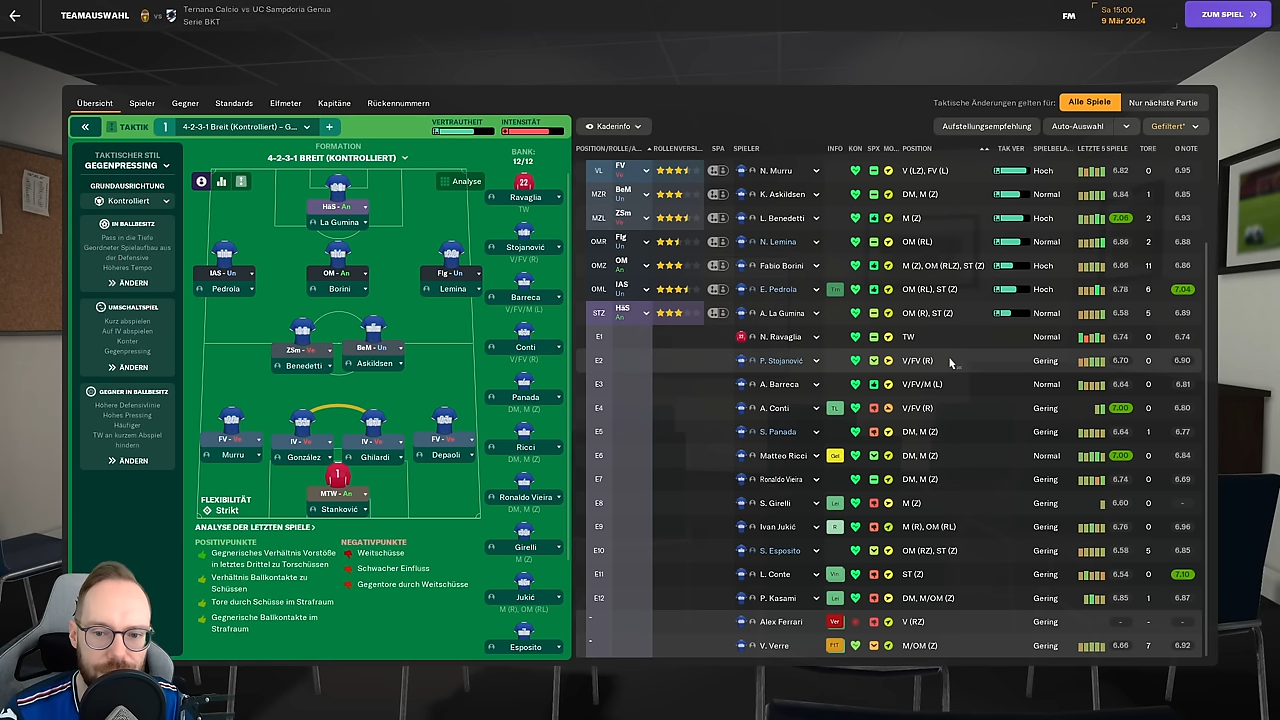 TEAMAUSWAHL
vs
Ternana Calcio vs UC Sampdoria Genua
Serie BKT
FM
Sa 15:00
9 Mär 2024
ZUM SPIEL
Übersicht Spieler Gegner Standards Elfmeter Kapitäne Rückennummern
Taktische Änderungen gelten für: Alle Spiele Nur nächste Partie
TAKTIK 1 4-2-3-1 Breit (Kontrolliert) – G... +
VERTRAUTHEIT INTENSITÄT
Kaderinfo
Aufstellungsempfehlung Auto-Auswahl Gefiltert*
TAKTISCHER STIL
GEGENPRESSING
GRUNDAUSRICHTUNG
Kontrolliert
IN BALLBESITZ
Pass in die Tiefe
Geordneter Spielaufbau aus
der Defensive
Höheres Tempo
ÄNDERN
UMSCHALTSPIEL
Kurz abspielen
Auf IV abspielen
Konter
Gegenpressing
ÄNDERN
GEGNER IN BALLBESITZ
Höhere Defensivlinie
Hohes Pressing
Häufiger
TW an kurzem Abspiel
hindern
ÄNDERN
FORMATION
4-2-3-1 BREIT (KONTROLLIERT)
Analyse
HäS - An
La Gumina
IAS - Un
Pedrola
OM - An
Borini
Flg - Un
Lemina
ZSm - Ve
Benedetti
BeM - Un
Askildsen
FV - Ve
Murru
IV - Ve
González
IV - Ve
Ghilardi
FV - Ve
Depaoli
1
MTW - An
Stanković
FLEXIBILITÄT
Strikt
BANK:
12/12
22
Ravaglia
TW
Stojanović
V/FV (R)
Barreca
V/FV/M (L)
Conti
V/FV (R)
Panada
DM, M (Z)
Ricci
DM, M (Z)
Ronaldo Vieira
DM, M (Z)
Girelli
M (Z)
Jukić
M (R), OM (RL)
Esposito
ANALYSE DER LETZTEN SPIELE
POSITIVPUNKTE
Gegnerisches Verhältnis Vorstöße
in letztes Drittel zu Torschüssen
Verhältnis Ballkontakte zu
Schüssen
Tore durch Schüsse im Strafraum
Gegnerische Ballkontakte im
Strafraum
NEGATIVPUNKTE
Weitschüsse
Schwacher Einfluss
Gegentore durch Weitschüsse
POSITION/ROLLE/A... ROLLENVERSI... SPA SPIELER INFO KON SPX MO... POSITION TAK VER SPIELBELA... LETZTE 5 SPIELE TORE Ø NOTE
VL FV Ve N. Murru V (LZ), FV (L) Hoch 6.82 0 6.95
MZR BeM Un K. Askildsen DM, M (Z) Normal 6.84 1 6.85
MZL ZSm Ve L. Benedetti M (Z) Hoch 7.06 2 6.93
OMR Flg Un N. Lemina OM (RL) Normal 6.86 2 6.88
OMZ OM An Fabio Borini M (Z), OM (RLZ), ST (Z) Hoch 6.66 11 6.86
OML IAS Un E. Pedrola Trn OM (RL), ST (Z) Hoch 6.78 6 7.04
STZ HäS An A. La Gumina OM (R), ST (Z) Normal 6.58 5 6.89
E1 N. Ravaglia TW Normal 6.74 0 6.74
E2 P. Stojanović V/FV (R) Gering 6.70 0 6.90
E3 A. Barreca V/FV/M (L) Normal 6.64 0 6.81
E4 A. Conti TL V/FV (R) Gering 7.00 0 6.80
E5 S. Panada DM, M (Z) Gering 6.64 1 6.77
E6 Matteo Ricci Gel DM, M (Z) Gering 7.00 0 6.84
E7 Ronaldo Vieira DM, M (Z) Gering 6.74 0 6.69
E8 S. Girelli Lei M (Z) Gering 6.60 0 -
E9 Ivan Jukić R M (R), OM (RL) Gering 6.76 0 6.96
E10 S. Esposito OM (RZ), ST (Z) Gering 6.58 5 6.85
E11 L. Conte Vin ST (Z) Gering 6.54 0 7.10
E12 P. Kasami Lei DM, M/OM (Z) Gering 6.85 1 6.87
- Alex Ferrari Ver V (RZ) Gering - - -
- V. Verre FIT M/OM (Z) Gering 6.66 7 6.92